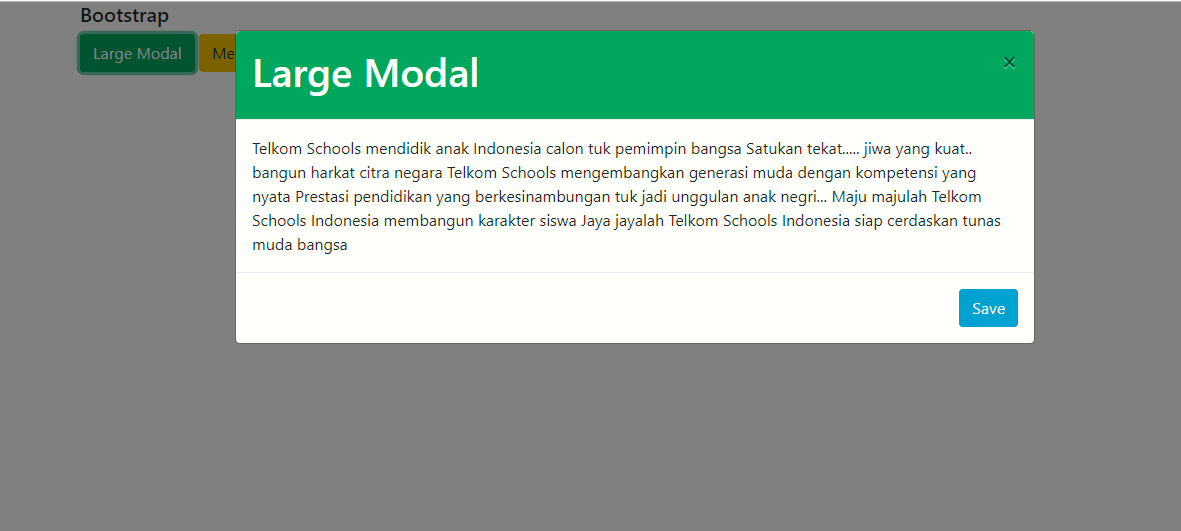 Bootstrap
Large Modal
Large Modal
×
Telkom Schools mendidik anak Indonesia calon tuk pemimpin bangsa Satukan tekat..... jiwa yang kuat..
bangun harkat citra negara Telkom Schools mengembangkan generasi muda dengan kompetensi yang
nyata Prestasi pendidikan yang berkesinambungan tuk jadi unggulan anak negri... Maju majulah Telkom
Schools Indonesia membangun karakter siswa Jaya jayalah Telkom Schools Indonesia siap cerdaskan tunas
muda bangsa
Save